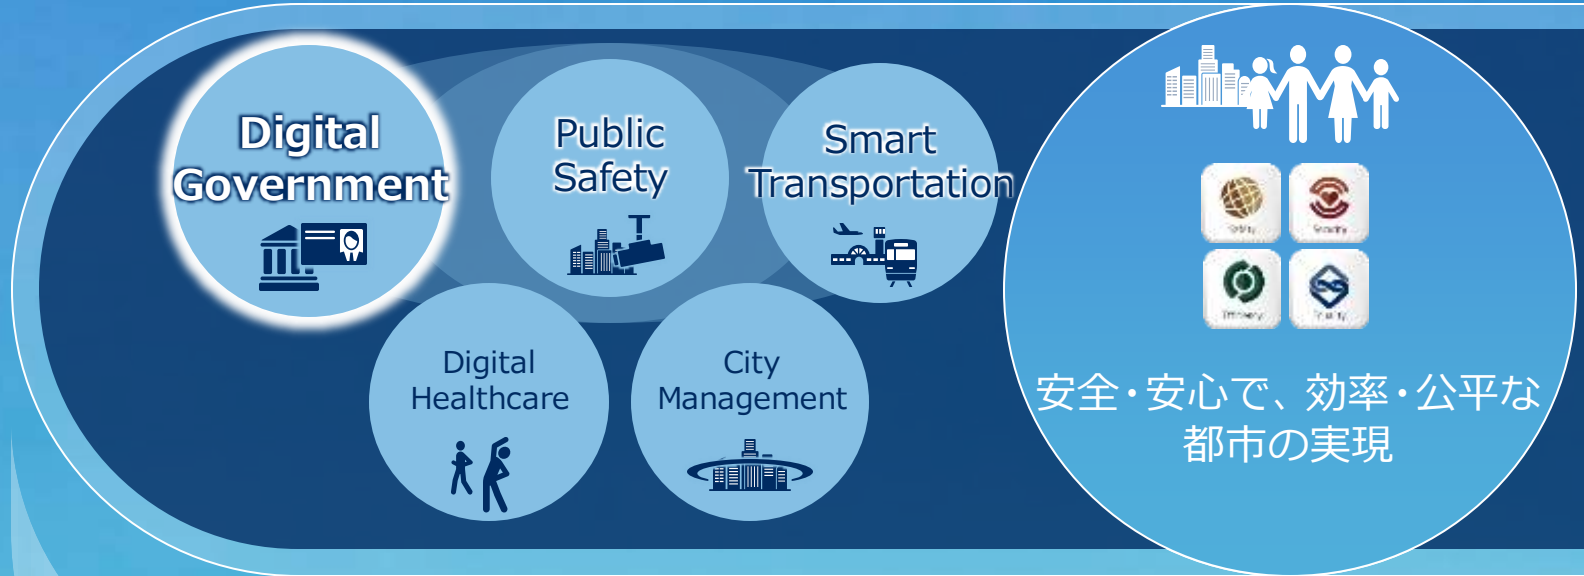 Digital
Government
Public
Safety
Smart
Transportation
Digital
Healthcare
City
Management
Efficiency
安全・安心で、効率・公平な
都市の実現